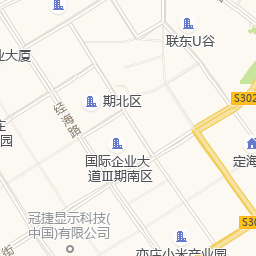 联东U谷
业大厦
期北区
S302
经海路
庄
园
国际企业大
道III期南区
定海
冠捷显示科技(
中国)有限公司
S30
亦庄小米产业园
街